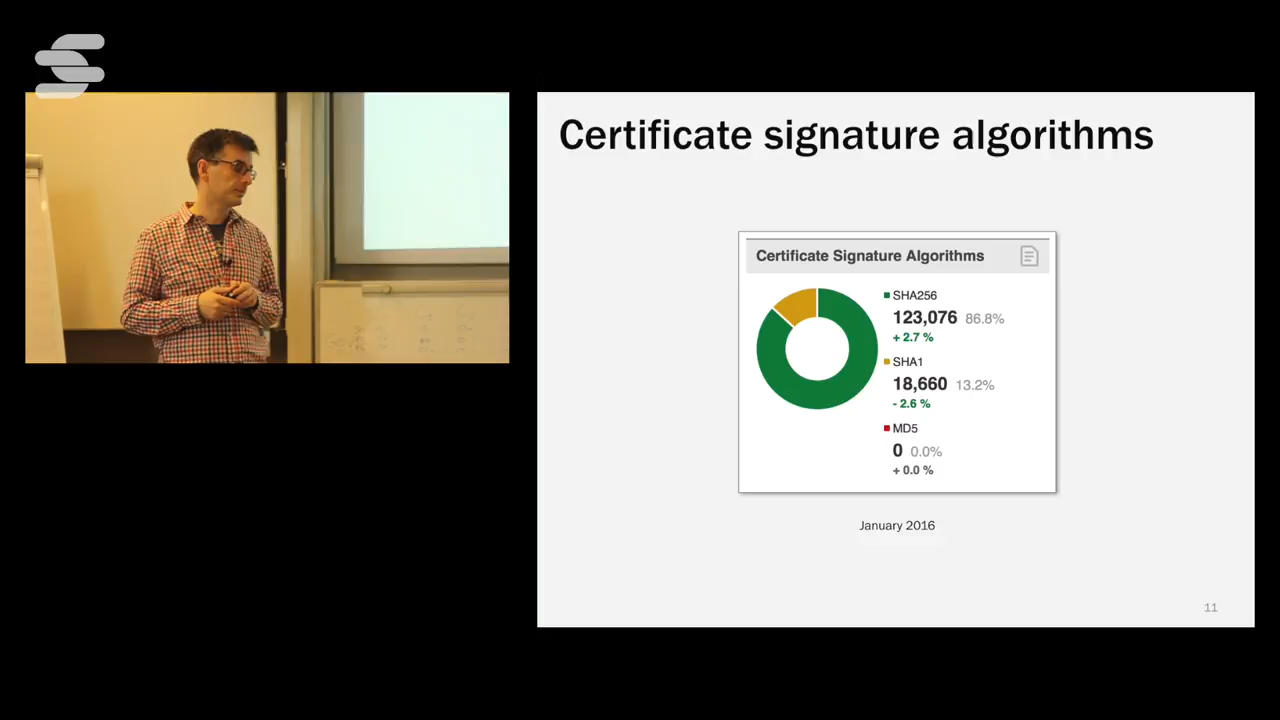 Certificate signature algorithms
Certificate Signature Algorithms
SHA256
123,076 86.8%
+ 2.7 %
SHA1
18,660 13.2%
- 2.6 %
MD5
0 0.0%
+ 0.0 %
January 2016
11